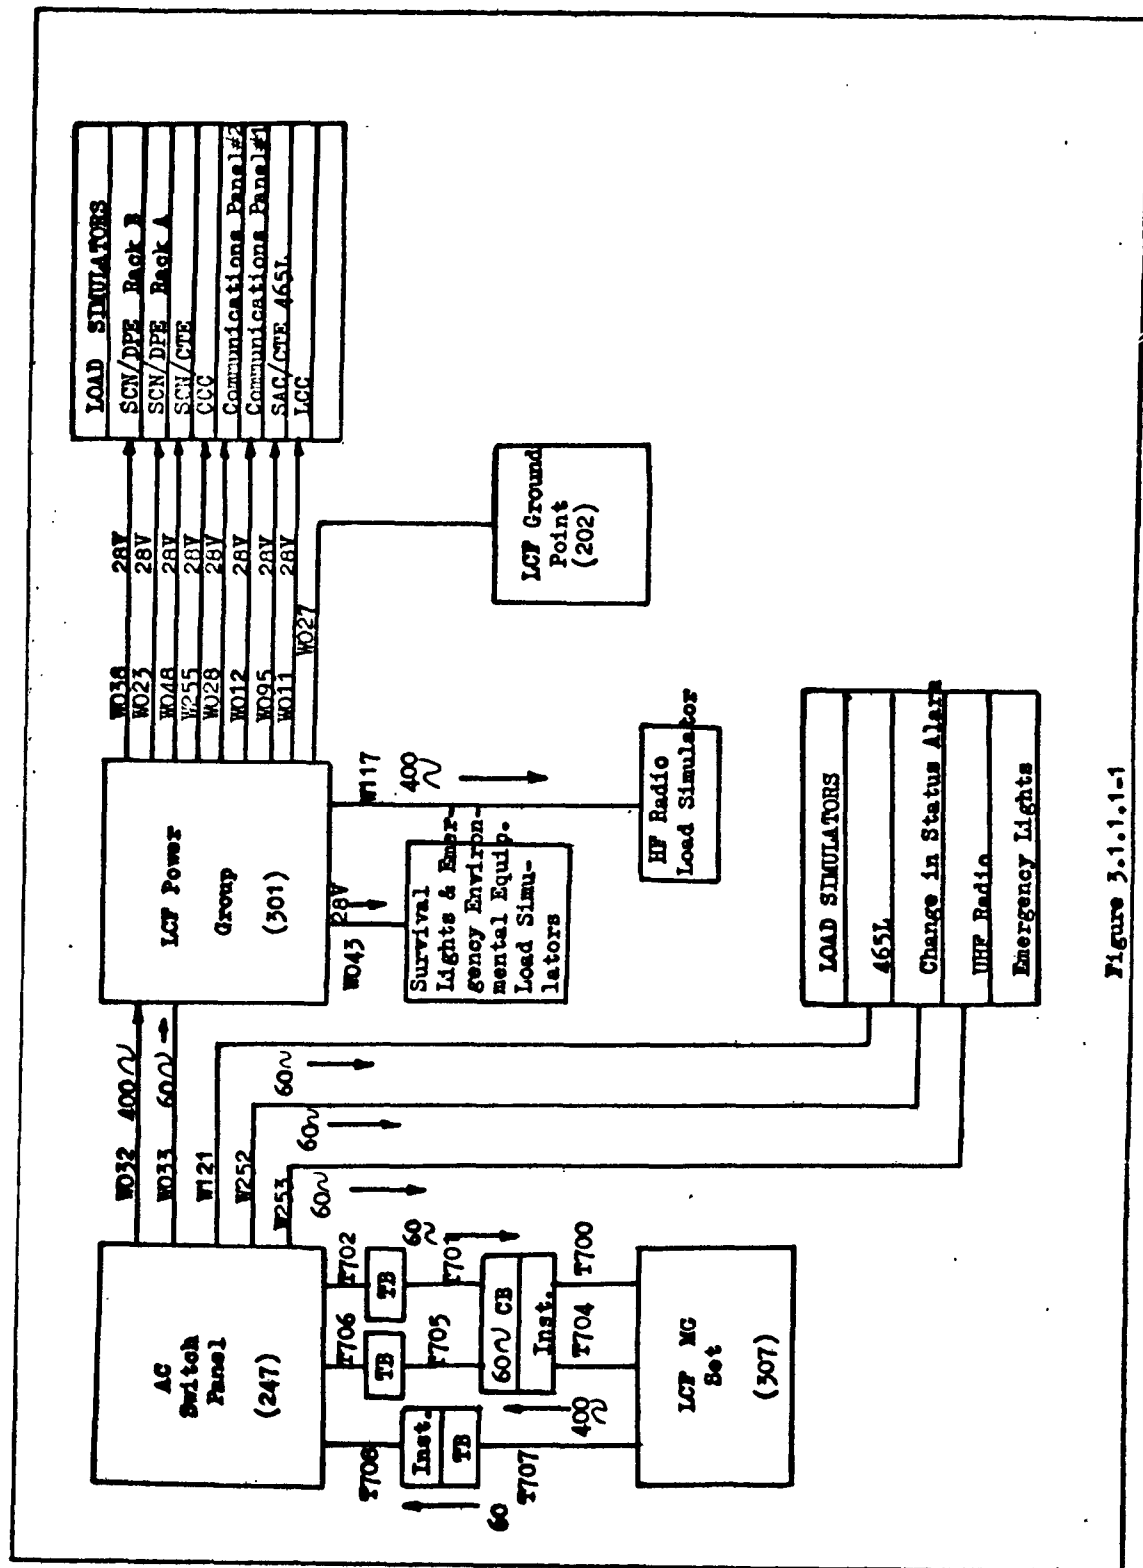 AC
Switch
Panel
(247)
W032 400~
W033 60~
W121
W252
W253
60~
60~
60~
LCF Power
Group
(301)
W038 28V
W023 28V
W048 28V
W255 28V
W028 28V
W012 28V
W095 28V
W011 28V
W027
LOAD SIMULATORS
SCN/DPE Rack B
SCN/DPE Rack A
SCN/CTE
CCC
Communications Panel#2
Communications Panel#1
SAC/CTE 465L
LCC
LCF Ground
Point
(202)
W043
28V
Survival
Lights & Emer-
gency Environ-
mental Equip.
Load Simu-
lators
W117
400~
HF Radio
Load Simulator
T708
T706
T702
Inst.
TB
TB
TB
60
60~
T705
T701
60~ CB
Inst.
T707
400~
T704
T700
LCF MG
Set
(307)
LOAD SIMULATORS
465L
Change in Status Alarm
UHF Radio
Emergency Lights
Figure 3.1.1.1-1